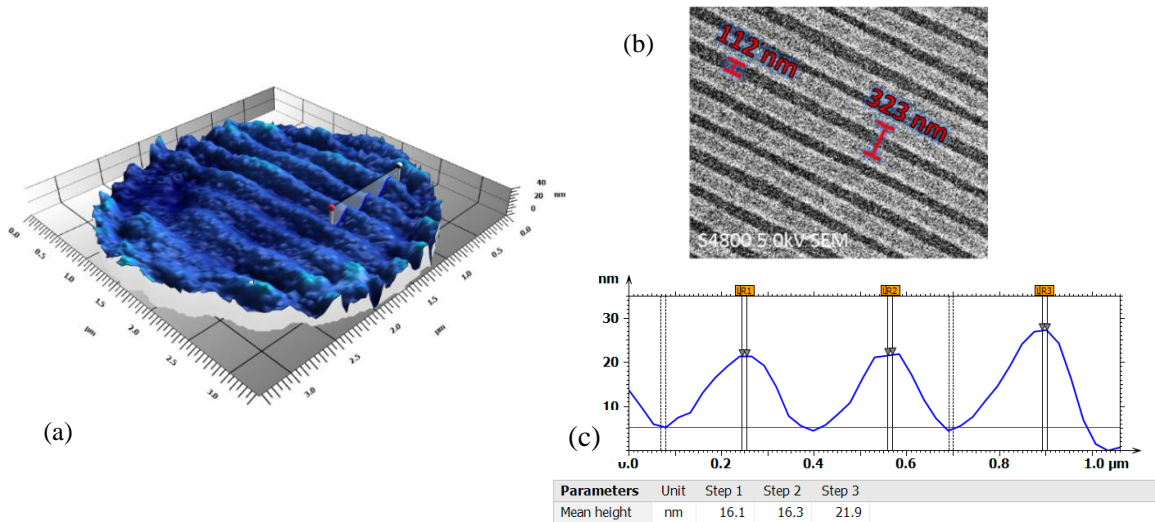 (a)
40
20
0
nm
0.0
0.5
1.0
1.5
2.0
2.5
3.0
µm
0.0
0.5
1.0
1.5
2.0
2.5
3.0
µm
(b)
112 nm
323 nm
S4800 5.0kV SEM
(c)
nm
30
20
10
LR1
LR2
LR3
0.0 0.2 0.4 0.6 0.8 1.0 µm
Parameters Unit Step 1 Step 2 Step 3
Mean height nm 16.1 16.3 21.9